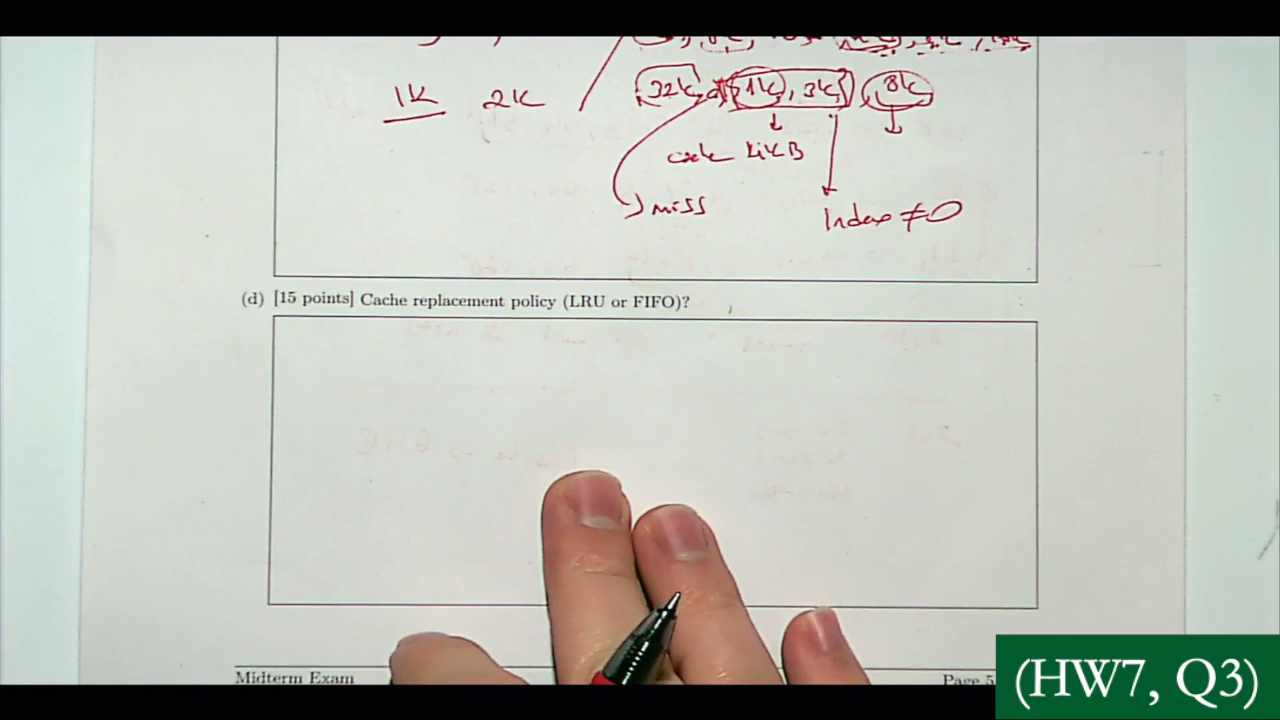 1K 2K 32K 1K, 3K, 8K
cache 4KB
miss
Index ≠ 0
(d) [15 points] Cache replacement policy (LRU or FIFO)?
Midterm Exam
Page 5
(HW7, Q3)